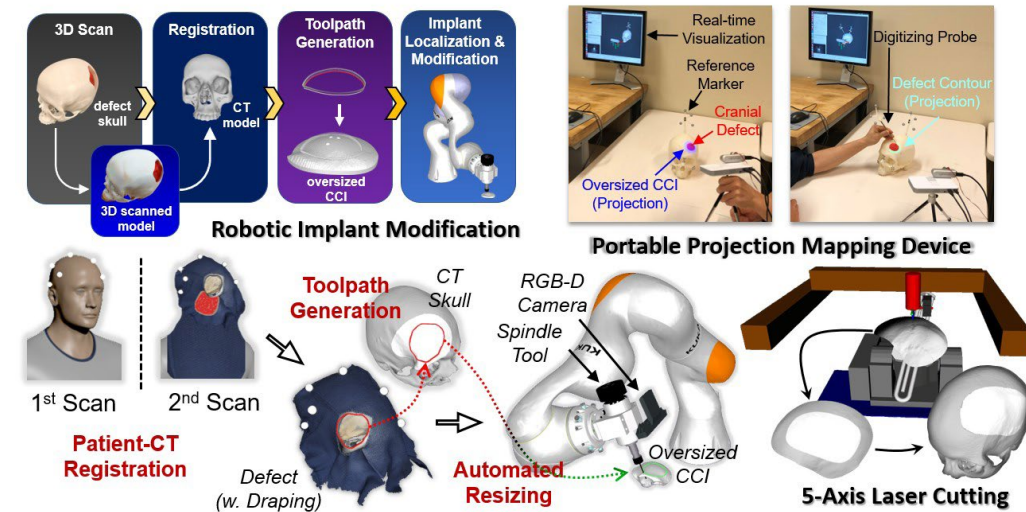 3D Scan
defect
skull
3D scanned
model
Registration
CT
model
Toolpath
Generation
oversized
CCI
Implant
Localization &
Modification
Robotic Implant Modification
Real-time
Visualization
Reference
Marker
Cranial
Defect
Oversized CCI
(Projection)
Digitizing Probe
Defect Contour
(Projection)
Portable Projection Mapping Device
1st Scan
2nd Scan
Patient-CT
Registration
Toolpath
Generation
CT
Skull
Defect
(w. Draping)
Automated
Resizing
RGB-D
Camera
Spindle
Tool
KUK
Oversized
CCI
5-Axis Laser Cutting